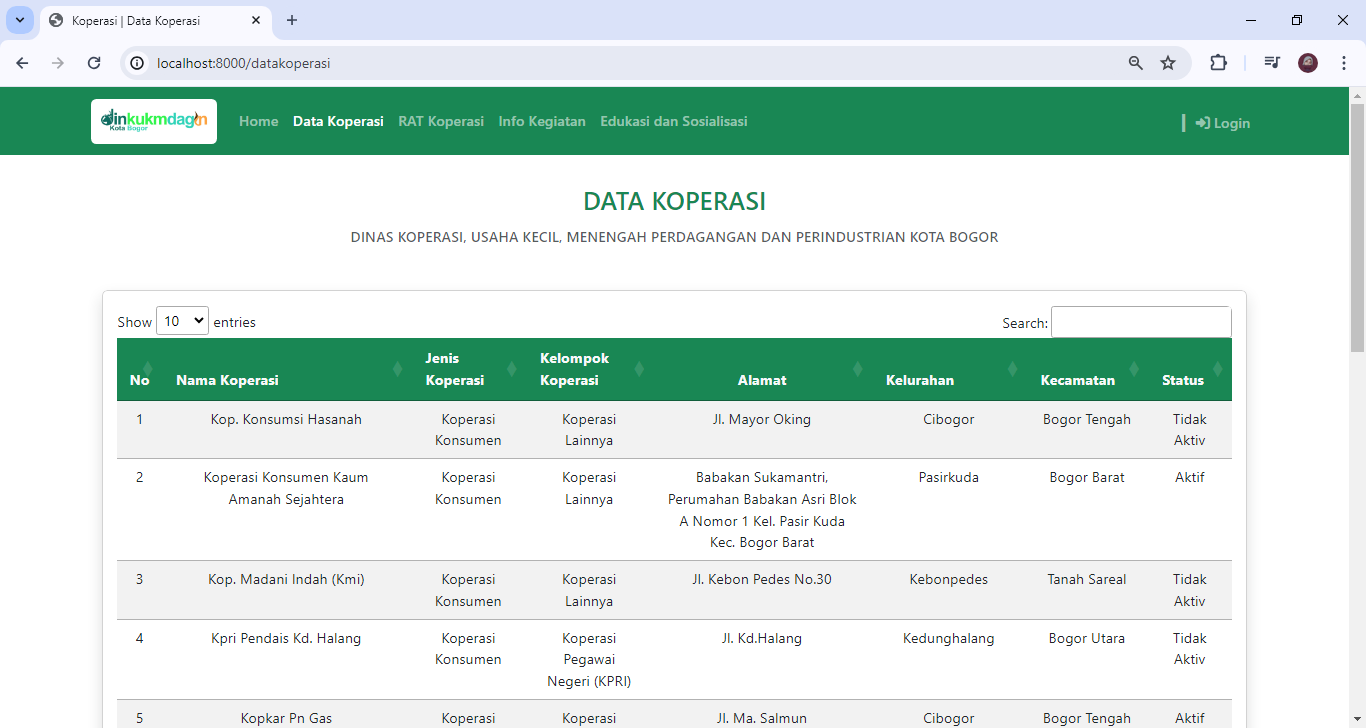 Koperasi | Data Koperasi
localhost:8000/datakoperasi
dinkukmdagin
Kota Bogor
Home Data Koperasi RAT Koperasi Info Kegiatan Edukasi dan Sosialisasi Login
DATA KOPERASI
DINAS KOPERASI, USAHA KECIL, MENENGAH PERDAGANGAN DAN PERINDUSTRIAN KOTA BOGOR
Show 10 entries Search:
No Nama Koperasi Jenis Koperasi Kelompok Koperasi Alamat Kelurahan Kecamatan Status
1 Kop. Konsumsi Hasanah Koperasi Konsumen Koperasi Lainnya Jl. Mayor Oking Cibogor Bogor Tengah Tidak Aktiv
2 Koperasi Konsumen Kaum Amanah Sejahtera Koperasi Konsumen Koperasi Lainnya Babakan Sukamantri, Perumahan Babakan Asri Blok A Nomor 1 Kel. Pasir Kuda Kec. Bogor Barat Pasirkuda Bogor Barat Aktif
3 Kop. Madani Indah (Kmi) Koperasi Konsumen Koperasi Lainnya Jl. Kebon Pedes No.30 Kebonpedes Tanah Sareal Tidak Aktiv
4 Kpri Pendais Kd. Halang Koperasi Konsumen Koperasi Pegawai Negeri (KPRI) Jl. Kd.Halang Kedunghalang Bogor Utara Tidak Aktiv
5 Kopkar Pn Gas Koperasi Koperasi Jl. Ma. Salmun Cibogor Bogor Tengah Aktif